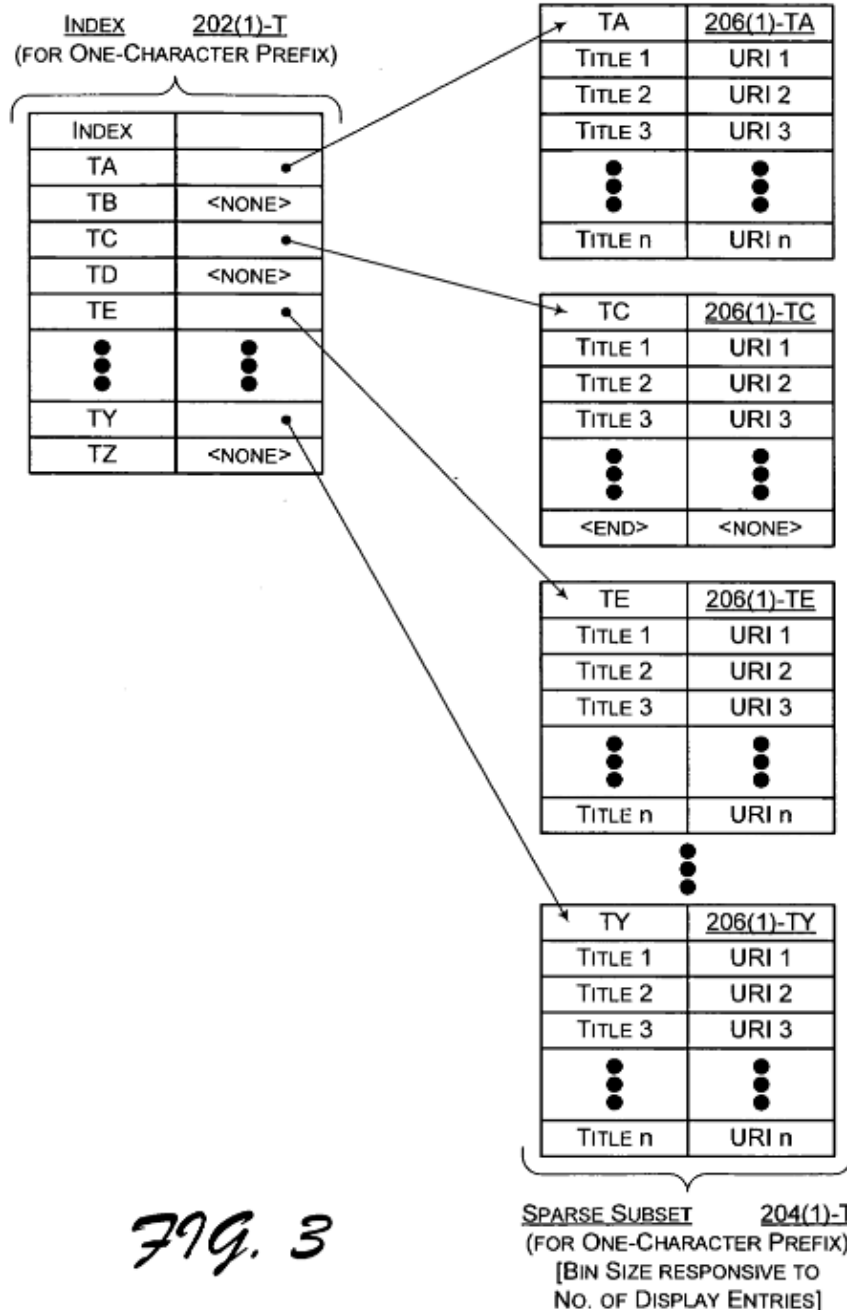 INDEX 202(1)-T
(FOR ONE-CHARACTER PREFIX)
INDEX
TA
TB <NONE>
TC
TD <NONE>
TE
TY
TZ <NONE>
TA 206(1)-TA
TITLE 1 URI 1
TITLE 2 URI 2
TITLE 3 URI 3
TITLE n URI n
TC 206(1)-TC
TITLE 1 URI 1
TITLE 2 URI 2
TITLE 3 URI 3
<END> <NONE>
TE 206(1)-TE
TITLE 1 URI 1
TITLE 2 URI 2
TITLE 3 URI 3
TITLE n URI n
TY 206(1)-TY
TITLE 1 URI 1
TITLE 2 URI 2
TITLE 3 URI 3
TITLE n URI n
SPARSE SUBSET 204(1)-T
(FOR ONE-CHARACTER PREFIX)
[BIN SIZE RESPONSIVE TO
NO. OF DISPLAY ENTRIES]
FIG. 3